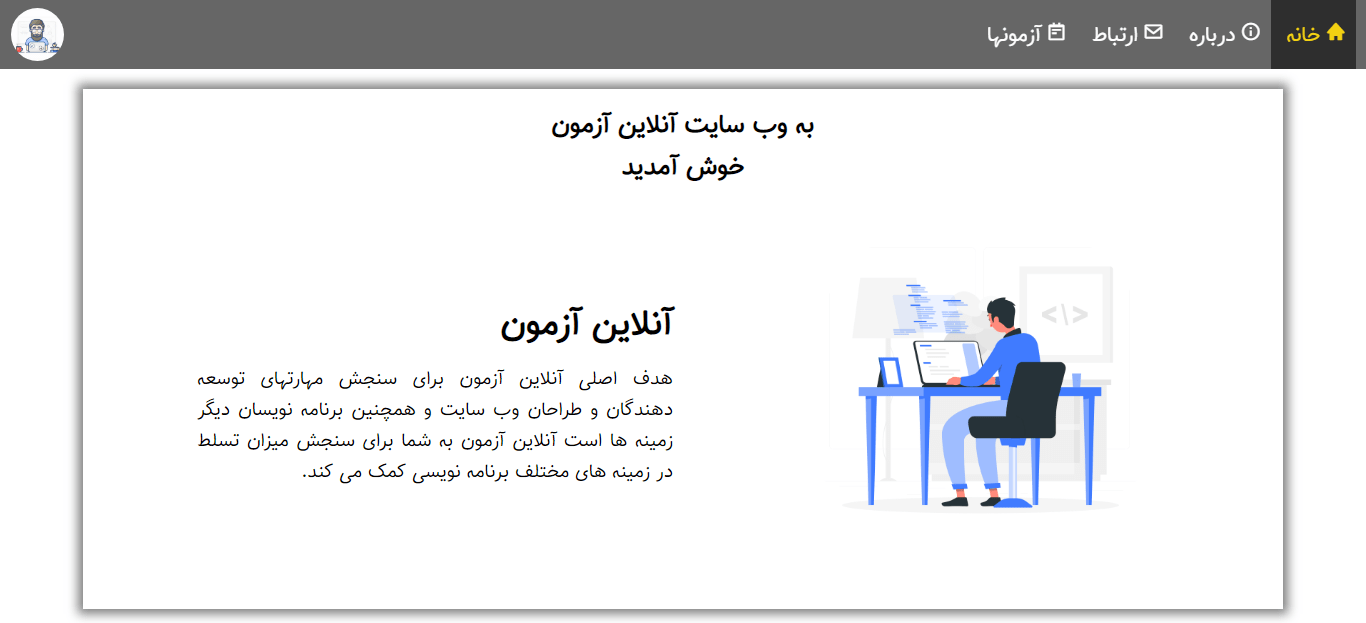 خانه
درباره
ارتباط
آزمونها
به وب سایت آنلاین آزمون
خوش آمدید
آنلاین آزمون
هدف اصلی آنلاین آزمون برای سنجش مهارتهای توسعه
دهندگان و طراحان وب سایت و همچنین برنامه نویسان دیگر
زمینه ها است آنلاین آزمون به شما برای سنجش میزان تسلط
در زمینه های مختلف برنامه نویسی کمک می کند.